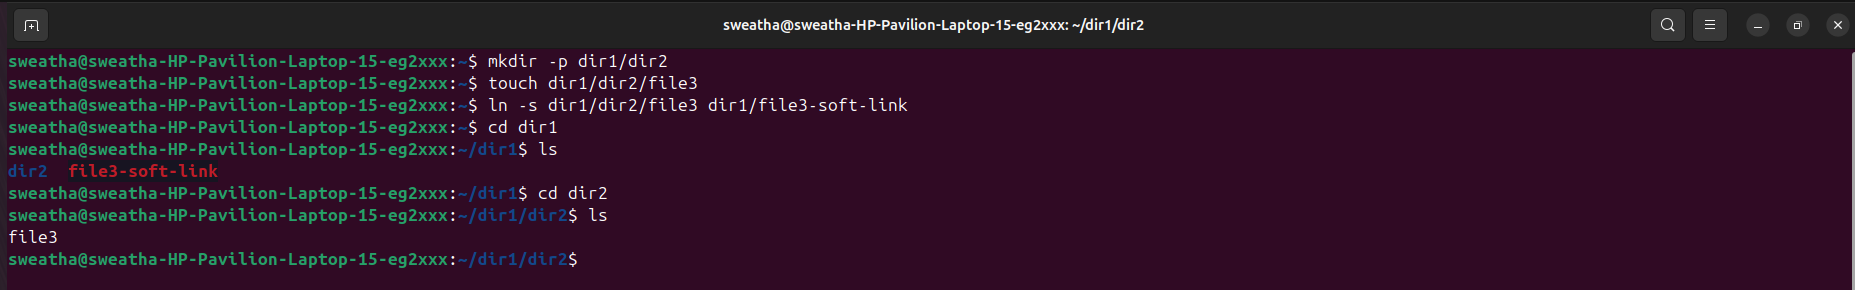 sweatha@sweatha-HP-Pavilion-Laptop-15-eg2xxx: ~/dir1/dir2
sweatha@sweatha-HP-Pavilion-Laptop-15-eg2xxx:~$ mkdir -p dir1/dir2
sweatha@sweatha-HP-Pavilion-Laptop-15-eg2xxx:~$ touch dir1/dir2/file3
sweatha@sweatha-HP-Pavilion-Laptop-15-eg2xxx:~$ ln -s dir1/dir2/file3 dir1/file3-soft-link
sweatha@sweatha-HP-Pavilion-Laptop-15-eg2xxx:~$ cd dir1
sweatha@sweatha-HP-Pavilion-Laptop-15-eg2xxx:~/dir1$ ls
dir2  file3-soft-link
sweatha@sweatha-HP-Pavilion-Laptop-15-eg2xxx:~/dir1$ cd dir2
sweatha@sweatha-HP-Pavilion-Laptop-15-eg2xxx:~/dir1/dir2$ ls
file3
sweatha@sweatha-HP-Pavilion-Laptop-15-eg2xxx:~/dir1/dir2$